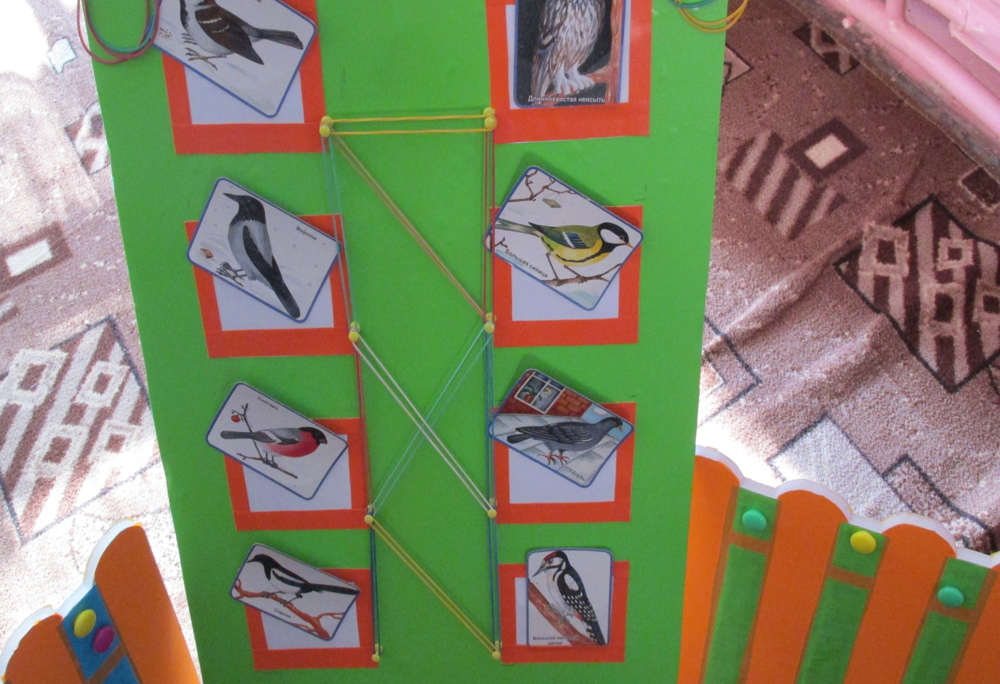 Длиннохвостая неясыть
Ворона
Большая синица
Снегирь
Голубь
Сорока
Большой пестрый
дятел